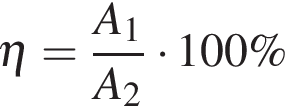 η = A₁/A₂ · 100%